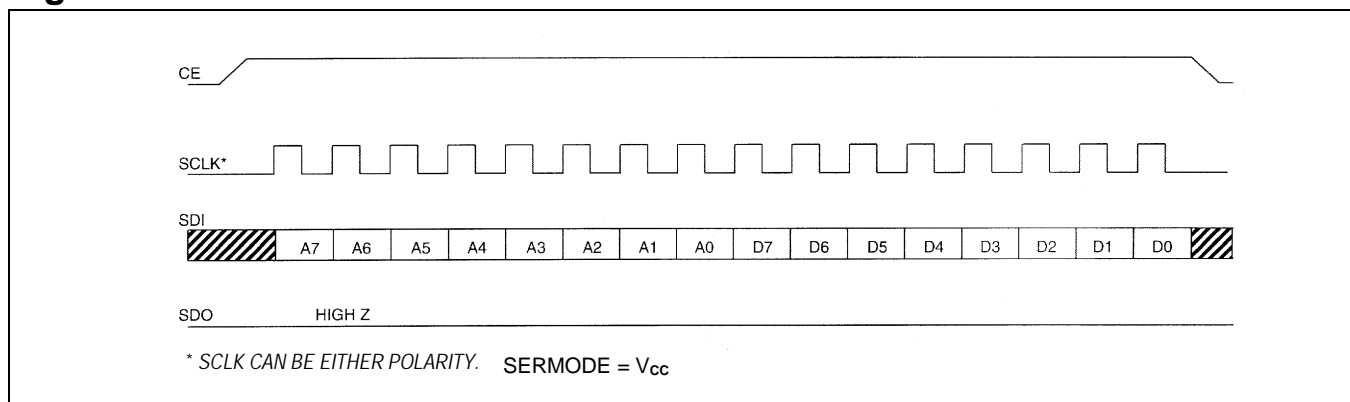 CE
SCLK*
SDI
A7 A6 A5 A4 A3 A2 A1 A0 D7 D6 D5 D4 D3 D2 D1 D0
SDO HIGH Z
* SCLK CAN BE EITHER POLARITY. SERMODE = Vcc